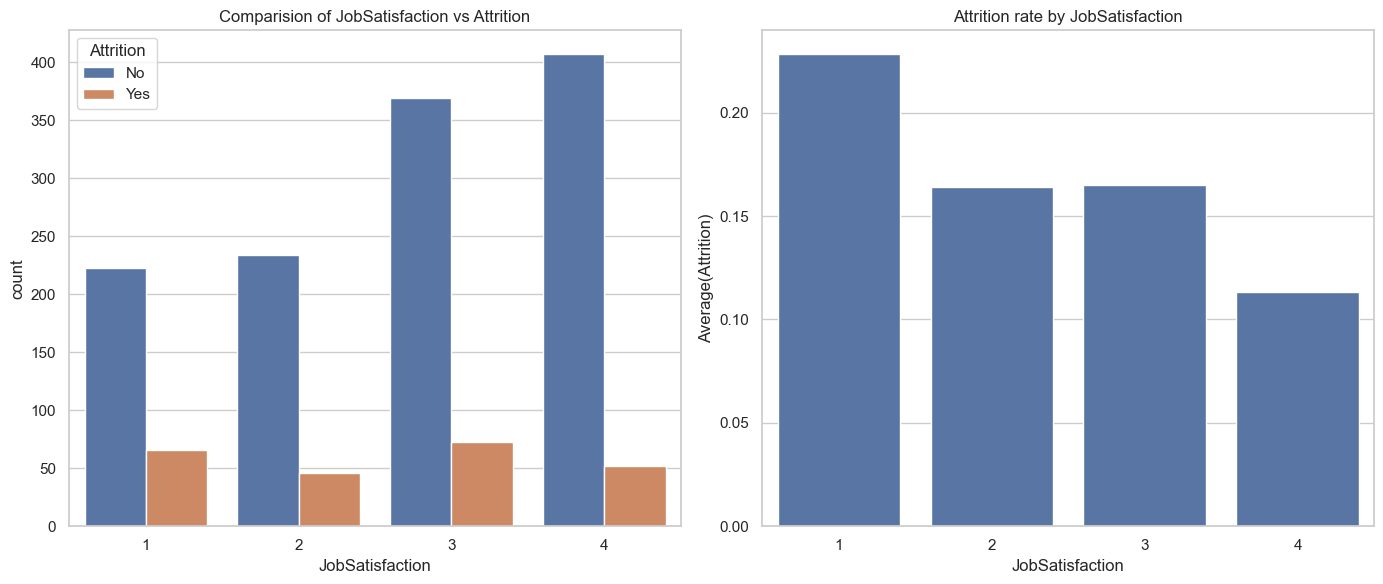 Comparision of JobSatisfaction vs Attrition
Attrition
No
Yes
400
350
300
250
200
150
100
50
0
count
1 2 3 4
JobSatisfaction
Attrition rate by JobSatisfaction
0.20
0.15
0.10
0.05
0.00
Average(Attrition)
1 2 3 4
JobSatisfaction